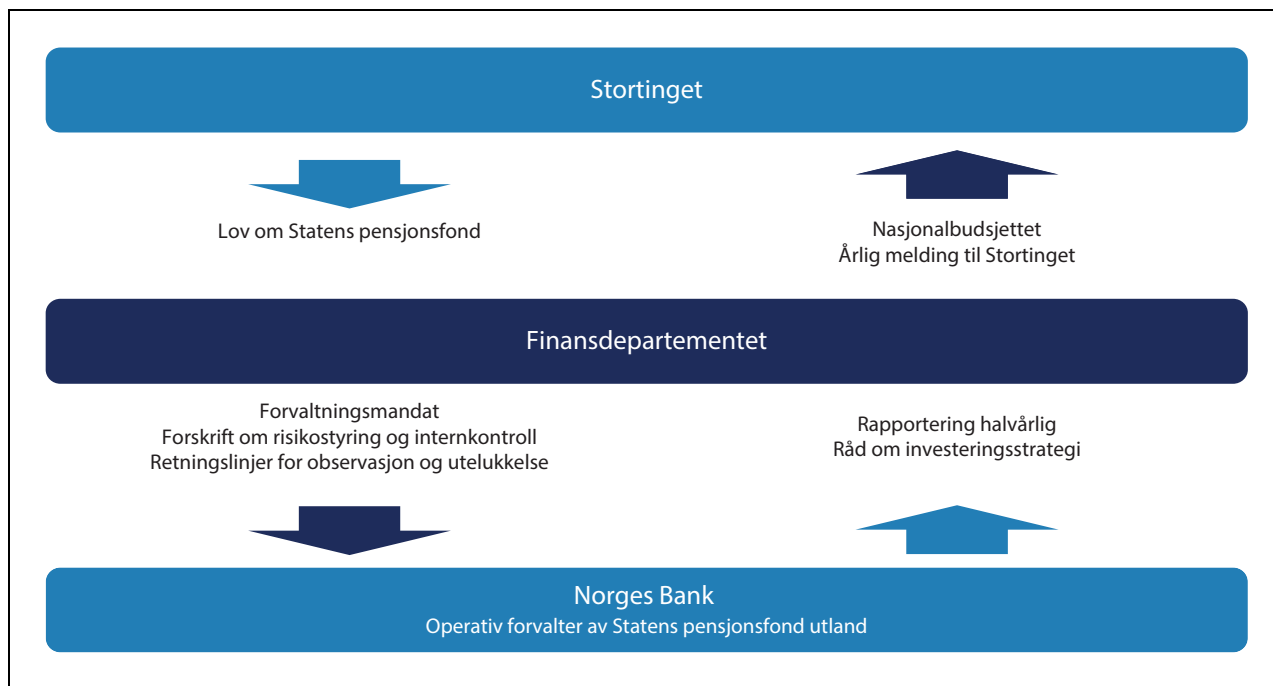 Stortinget
Lov om Statens pensjonsfond
Nasjonalbudsjettet
Årlig melding til Stortinget
Finansdepartementet
Forvaltningsmandat
Forskrift om risikostyring og internkontroll
Retningslinjer for observasjon og utelukkelse
Rapportering halvårlig
Råd om investeringsstrategi
Norges Bank
Operativ forvalter av Statens pensjonsfond utland